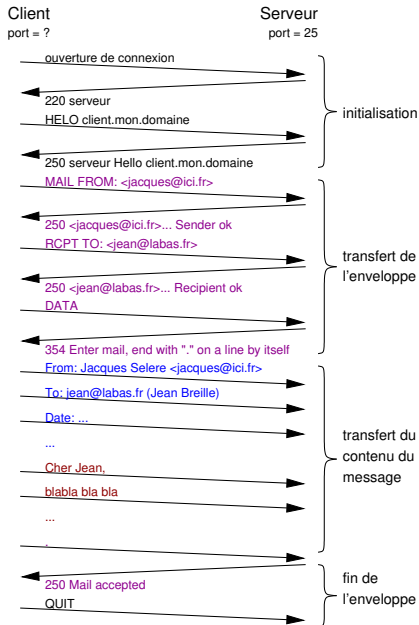 Client
Serveur
port = ?
port = 25
ouverture de connexion
220 serveur
HELO client.mon.domaine
initialisation
250 serveur Hello client.mon.domaine
MAIL FROM: <jacques@ici.fr>
250 <jacques@ici.fr>... Sender ok
RCPT TO: <jean@labas.fr>
transfert de
l'enveloppe
250 <jean@labas.fr>... Recipient ok
DATA
354 Enter mail, end with "." on a line by itself
From: Jacques Selere <jacques@ici.fr>
To: jean@labas.fr (Jean Breille)
Date: ...
...
transfert du
contenu du
message
Cher Jean,
blabla bla bla
...
.
250 Mail accepted
QUIT
fin de
l'enveloppe